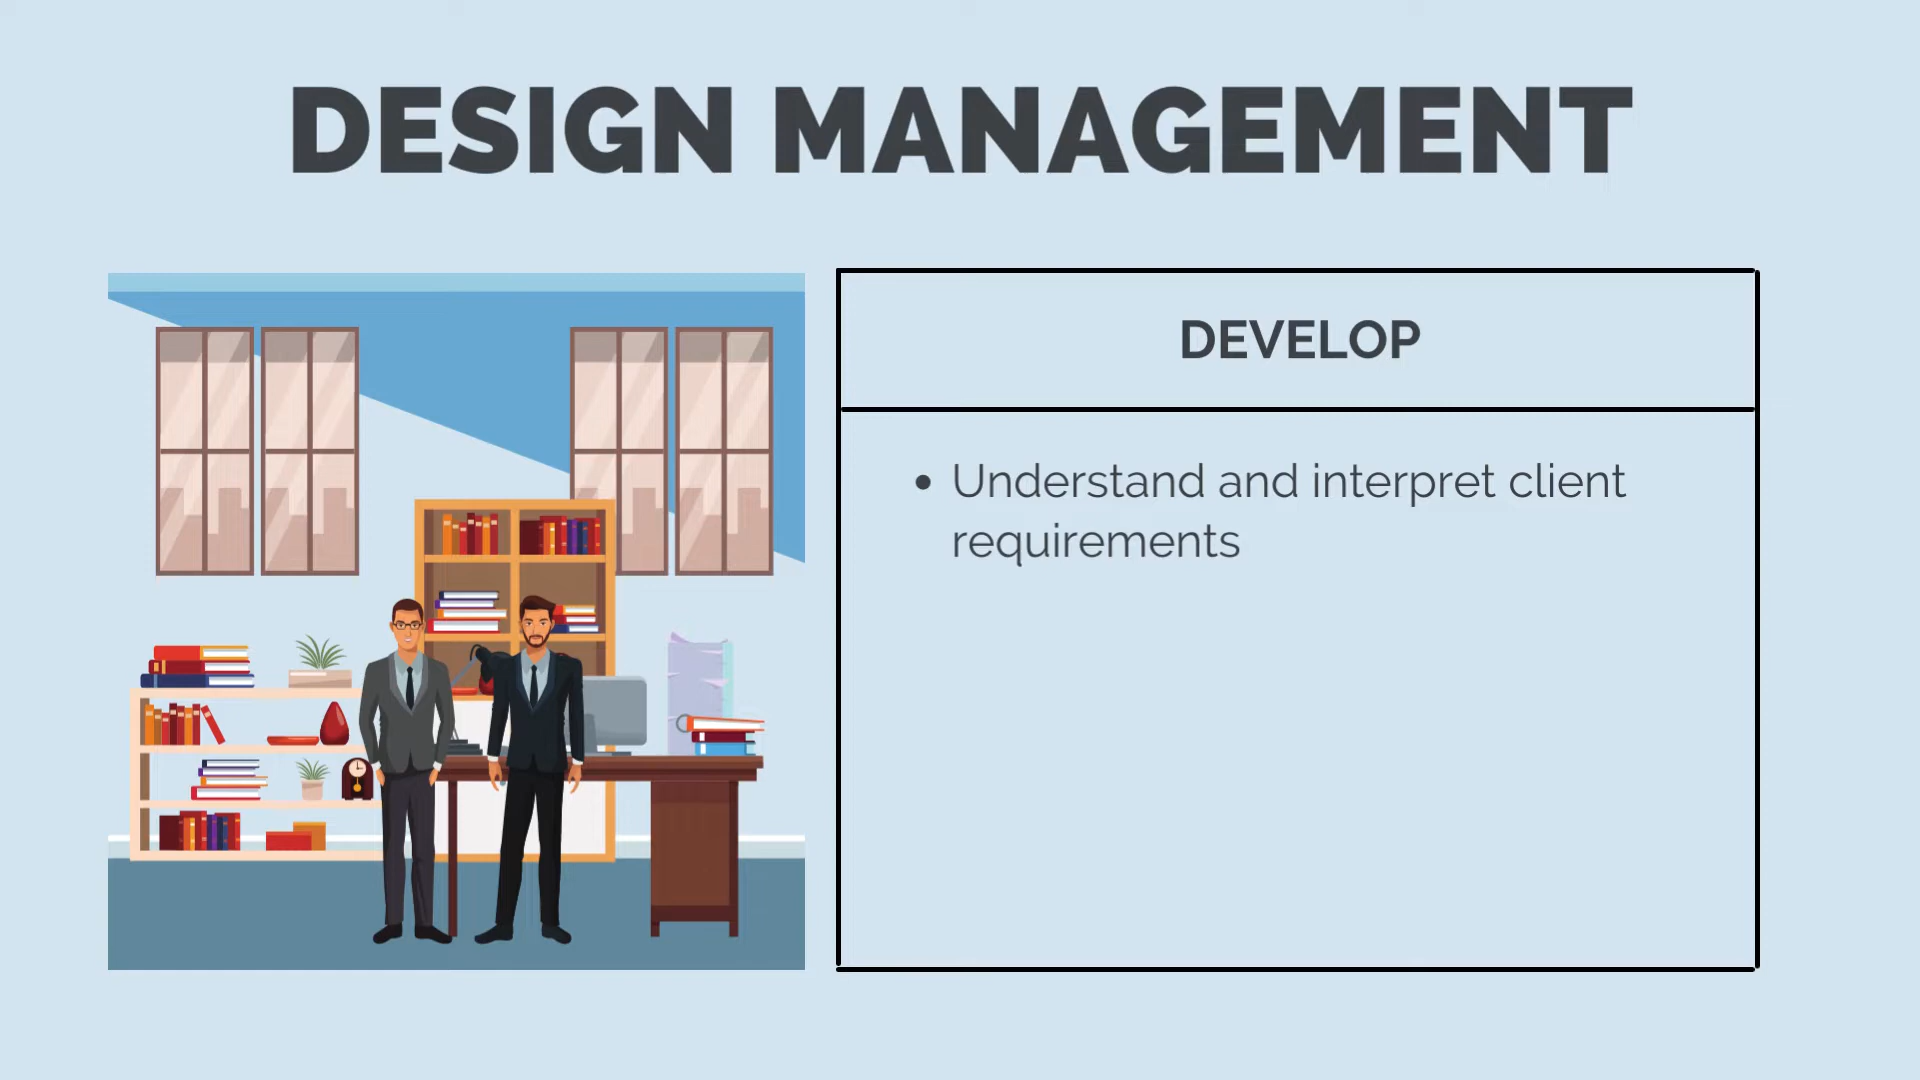 DESIGN MANAGEMENT
DEVELOP
• Understand and interpret client
requirements